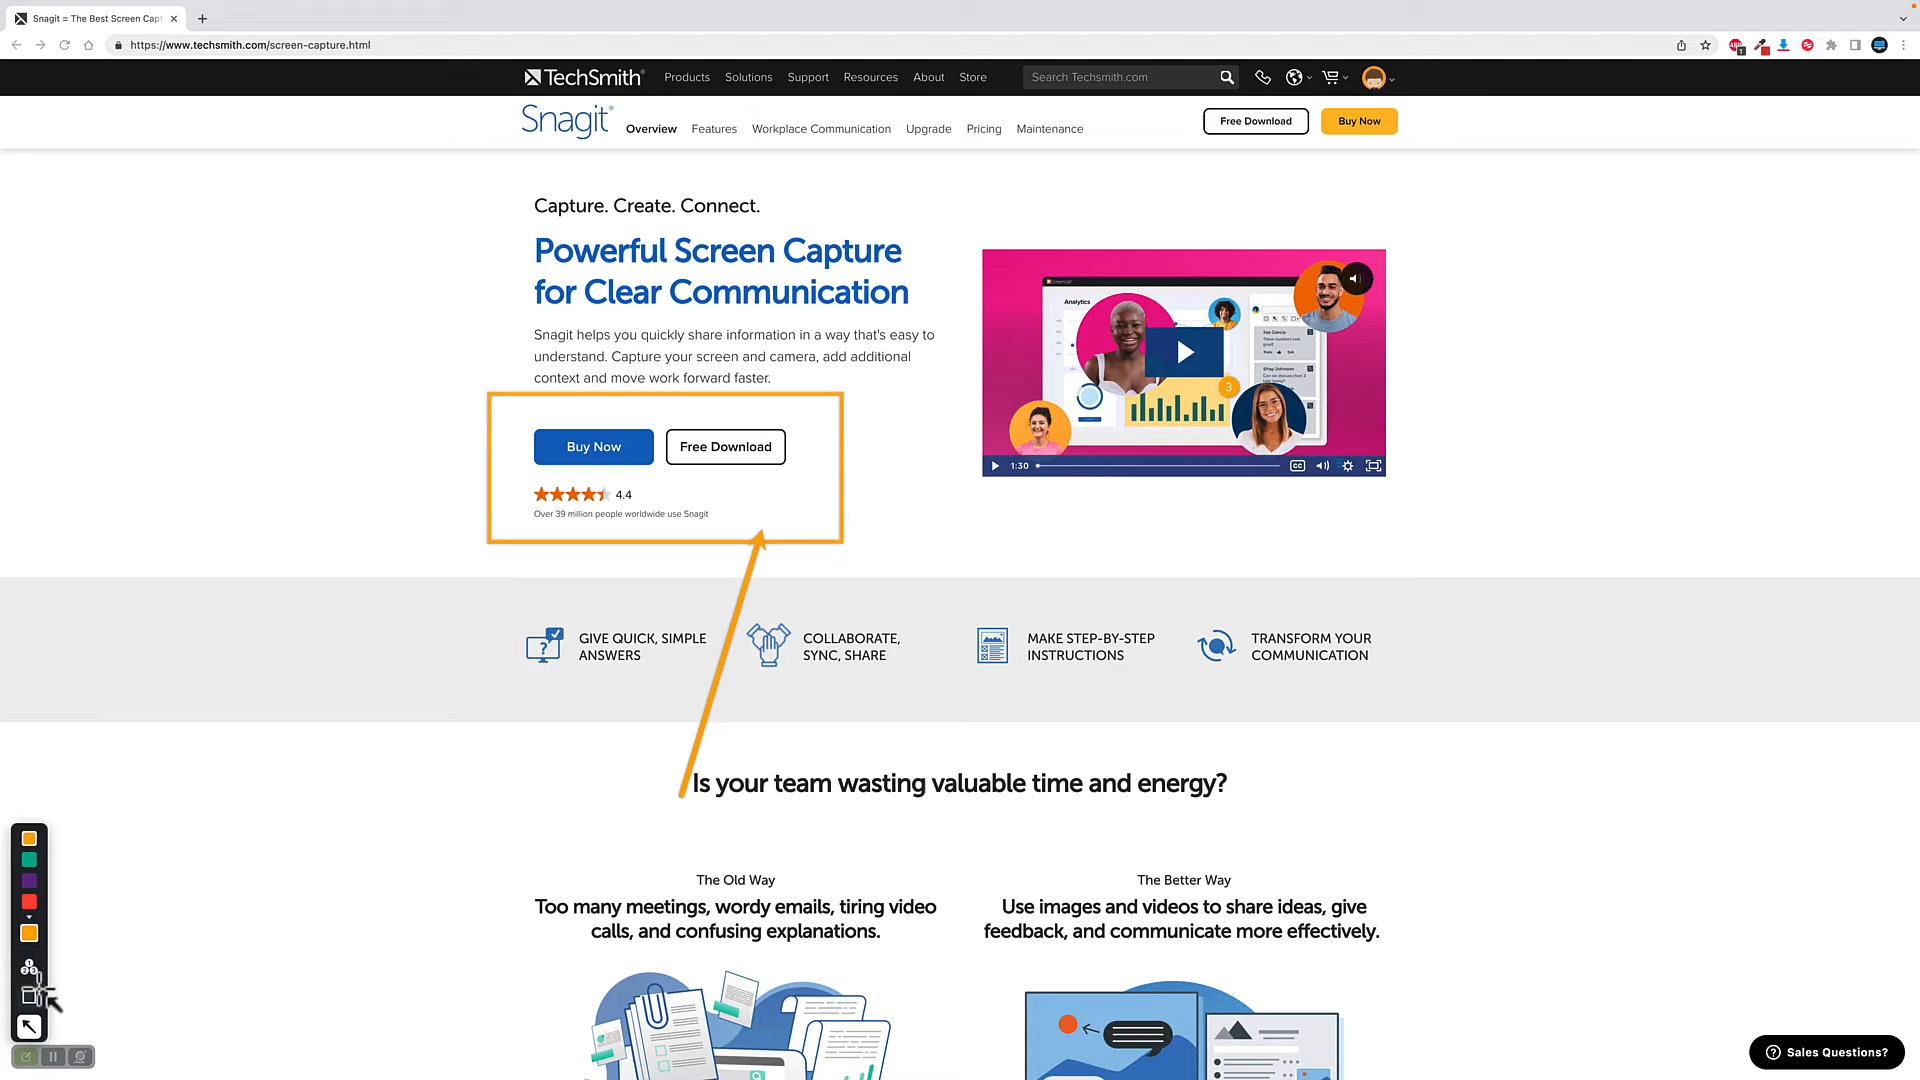 Snagit = The Best Screen Capt
https://www.techsmith.com/screen-capture.html
TechSmith®
Products
Solutions
Support
Resources
About
Store
Search Techsmith.com
Snagit®
Overview
Features
Workplace Communication
Upgrade
Pricing
Maintenance
Free Download
Buy Now
Capture. Create. Connect.
Powerful Screen Capture
for Clear Communication
Snagit helps you quickly share information in a way that's easy to
understand. Capture your screen and camera, add additional
context and move work forward faster.
Buy Now
Free Download
4.4
Over 39 million people worldwide use Snagit
Analytics
Joe Garcia
Shay Johnson
3
1:30
CC
GIVE QUICK, SIMPLE
ANSWERS
COLLABORATE,
SYNC, SHARE
MAKE STEP-BY-STEP
INSTRUCTIONS
TRANSFORM YOUR
COMMUNICATION
Is your team wasting valuable time and energy?
The Old Way
Too many meetings, wordy emails, tiring video
calls, and confusing explanations.
The Better Way
Use images and videos to share ideas, give
feedback, and communicate more effectively.
Sales Questions?